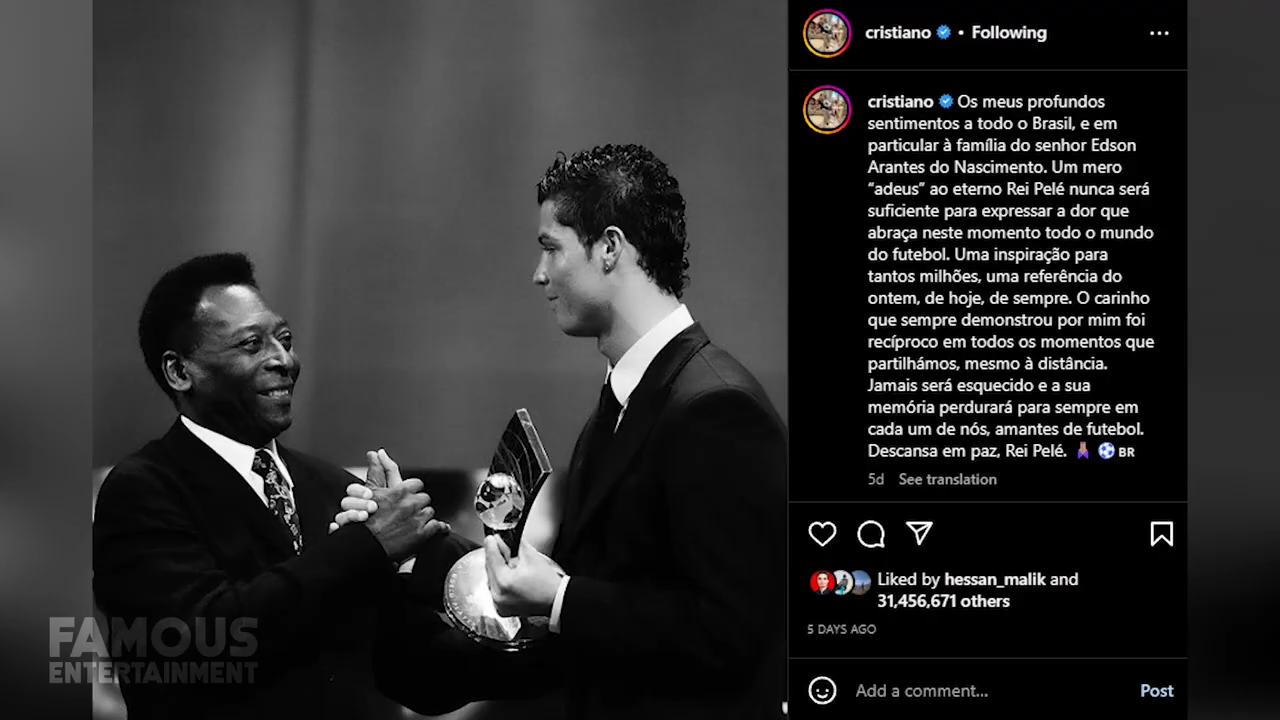 cristiano • Following
cristiano Os meus profundos
sentimentos a todo o Brasil, e em
particular à família do senhor Edson
Arantes do Nascimento. Um mero
“adeus” ao eterno Rei Pelé nunca será
suficiente para expressar a dor que
abraça neste momento todo o mundo
do futebol. Uma inspiração para
tantos milhões, uma referência do
ontem, de hoje, de sempre. O carinho
que sempre demonstrou por mim foi
recíproco em todos os momentos que
partilhámos, mesmo à distância.
Jamais será esquecido e a sua
memória perdurará para sempre em
cada um de nós, amantes de futebol.
Descansa em paz, Rei Pelé. 🙏🏽⚽️🇧🇷
5d See translation
Liked by hessan_malik and
31,456,671 others
5 DAYS AGO
Add a comment... Post
FAMOUS
ENTERTAINMENT